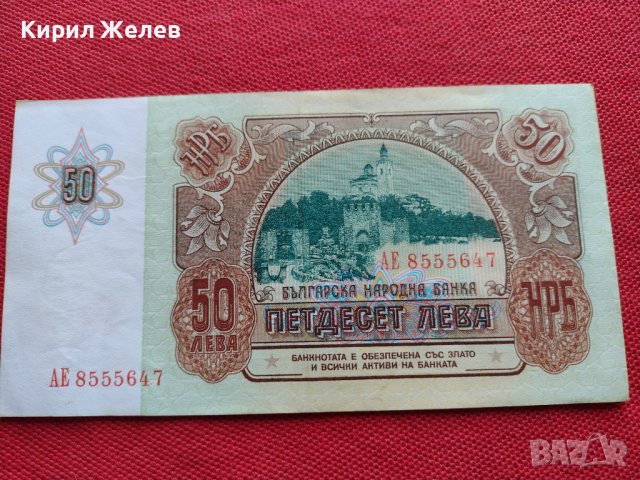 Кирил Желев
50
НРБ
50
АЕ 8555647
БЪЛГАРСКА НАРОДНА БАНКА
50
ЛЕВА
ПЕТДЕСЕТ ЛЕВА
НРБ
БАНКНОТАТА Е ОБЕЗПЕЧЕНА СЪС ЗЛАТО
И ВСИЧКИ АКТИВИ НА БАНКАТА
АЕ 8555647
BAZAR